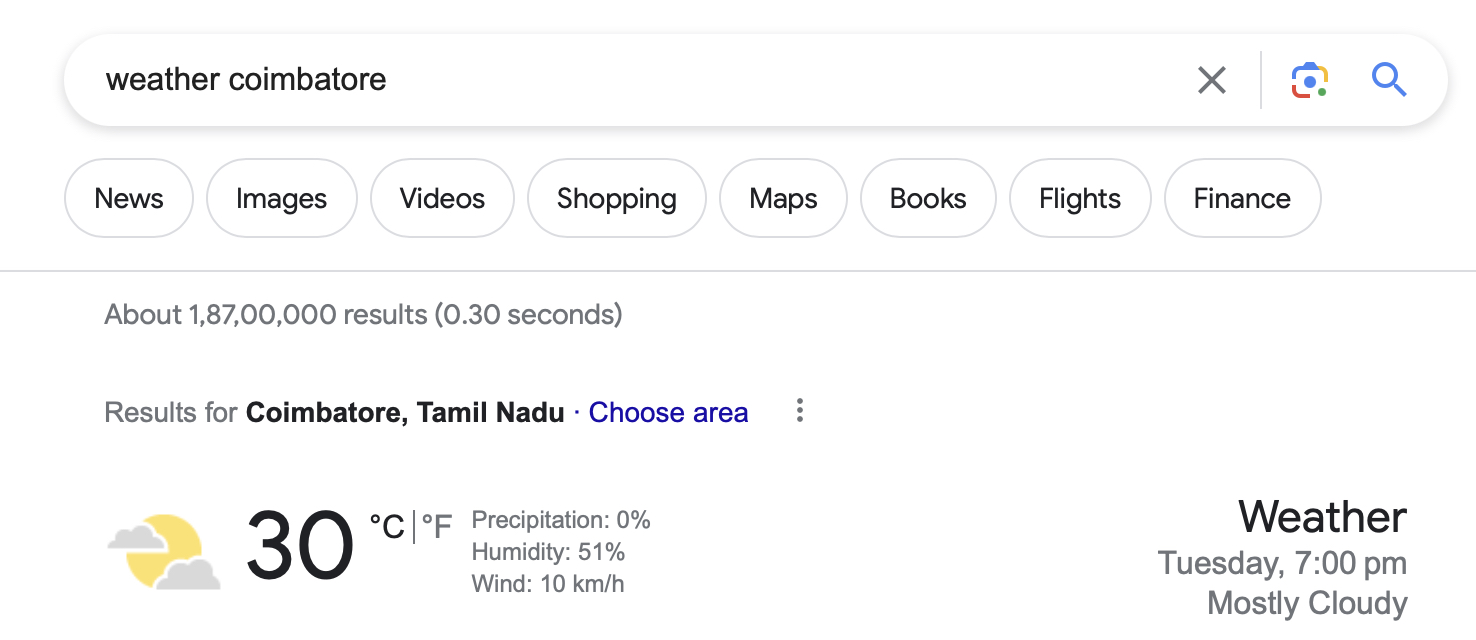 weather coimbatore
News Images Videos Shopping Maps Books Flights Finance
About 1,87,00,000 results (0.30 seconds)
Results for Coimbatore, Tamil Nadu · Choose area
30 °C|°F
Precipitation: 0%
Humidity: 51%
Wind: 10 km/h
Weather
Tuesday, 7:00 pm
Mostly Cloudy